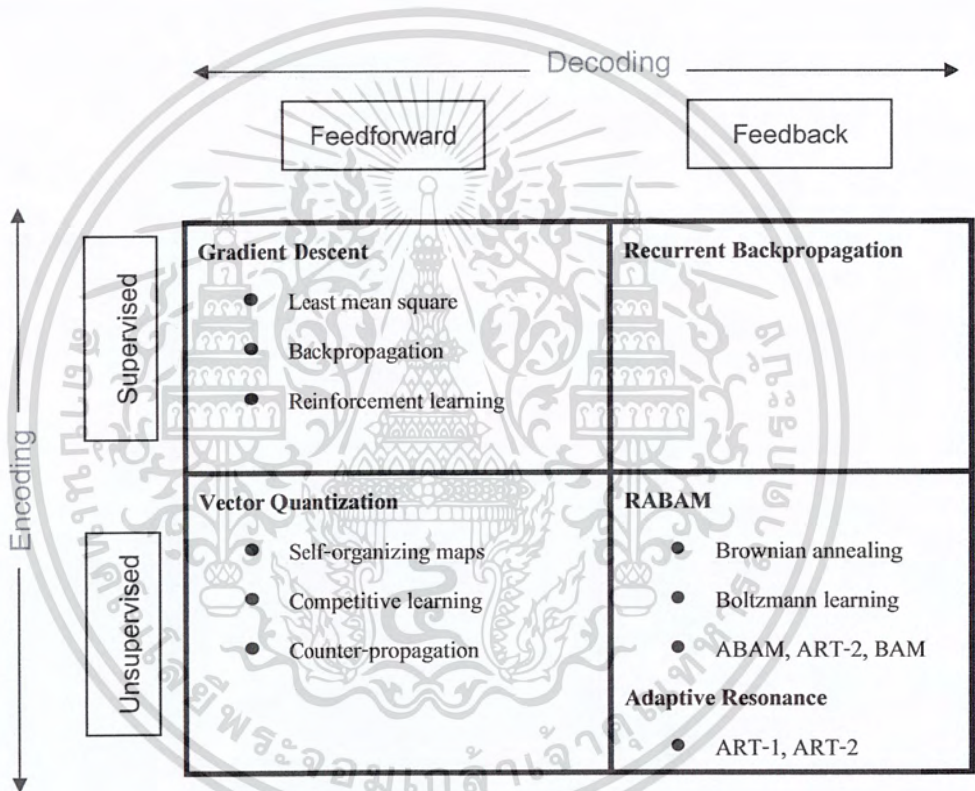 Decoding
Feedforward
Feedback
Encoding
Supervised
Gradient Descent
● Least mean square
● Backpropagation
● Reinforcement learning
Recurrent Backpropagation
Unsupervised
Vector Quantization
● Self-organizing maps
● Competitive learning
● Counter-propagation
RABAM
● Brownian annealing
● Boltzmann learning
● ABAM, ART-2, BAM
Adaptive Resonance
● ART-1, ART-2